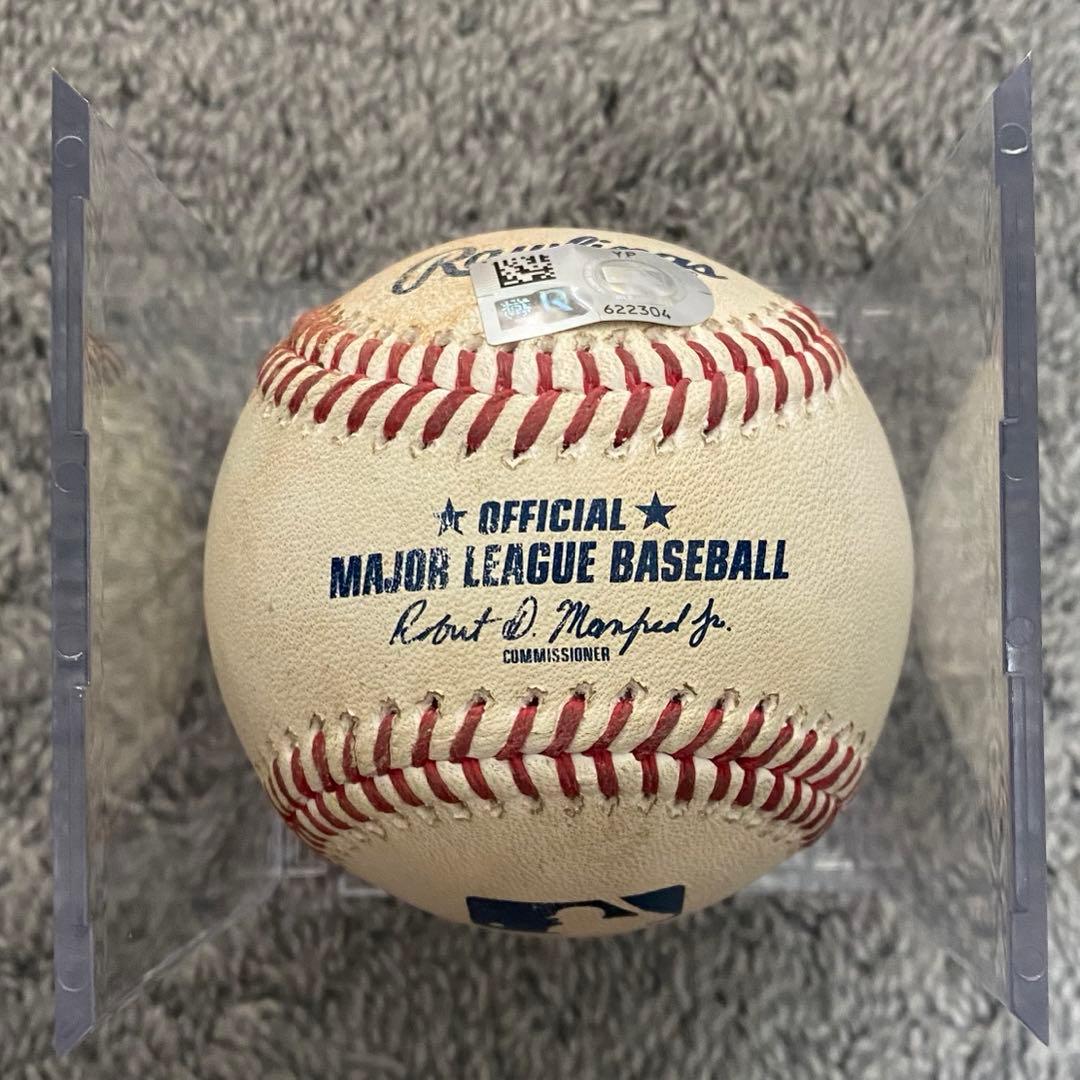 Rawlings
YP
622304
OFFICIAL
MAJOR LEAGUE BASEBALL
Robert D. Manfred Jr.
COMMISSIONER